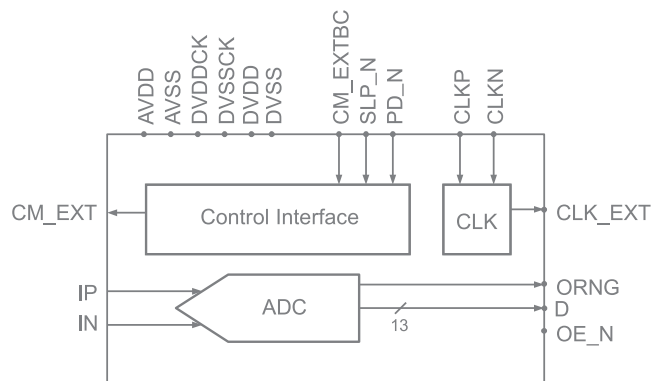 AVDD
AVSS
DVDDCK
DVSSCK
DVDD
DVSS
CM_EXTBC
SLP_N
PD_N
CLKP
CLKN
CM_EXT
Control Interface
CLK
CLK_EXT
IP
IN
ADC
13
ORNG
D
OE_N